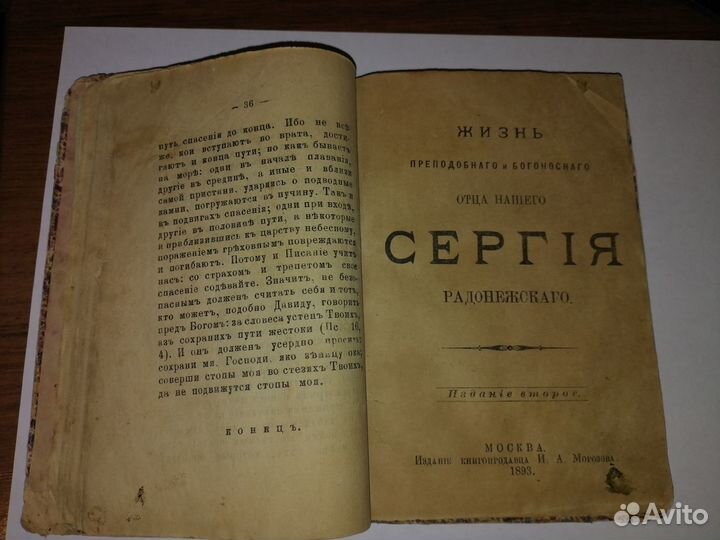 — 36 —
путь спасенія до конца. Ибо не всѣ
же, кои вступаютъ во врата, дости-
гаютъ и конца пути; но какъ бываетъ
на морѣ: одни въ началѣ плаванія,
другіе въ срединѣ, а иные и вблизи
самой пристани, ударясь о подводные
камни, погружаются въ пучину. Такъ и
въ подвигахъ спасенія; одни при входѣ,
другіе въ половинѣ пути, а нѣкоторые
и приблизившись къ царству небесному,
пораженіемъ грѣховнымъ повреждаются
и погибаютъ. Потому и Писаніе учитъ
насъ: со страхомъ и трепетомъ свое
спасеніе содѣвайте. Значитъ, не безо-
паснымъ долженъ считать себя и тотъ,
кто можетъ, подобно Давиду, говорить
предъ Богомъ: за словеса устенъ Твоихъ,
азъ сохранихъ пути жестоки (Пс. 16,
4). И онъ долженъ усердно просить:
сохрани мя, Господи, яко зѣницу ока;
соверши стопы моя во стезяхъ Твоихъ,
да не подвижутся стопы моя.
КОНЕЦЪ.
ЖИЗНЬ
ПРЕПОДОБНАГО и БОГОНОСНАГО
ОТЦА НАШЕГО
СЕРГІЯ
РАДОНЕЖСКАГО.
Изданіе второе.
МОСКВА.
Изданіе книгопродавца И. А. Морозова.
1893.
Avito